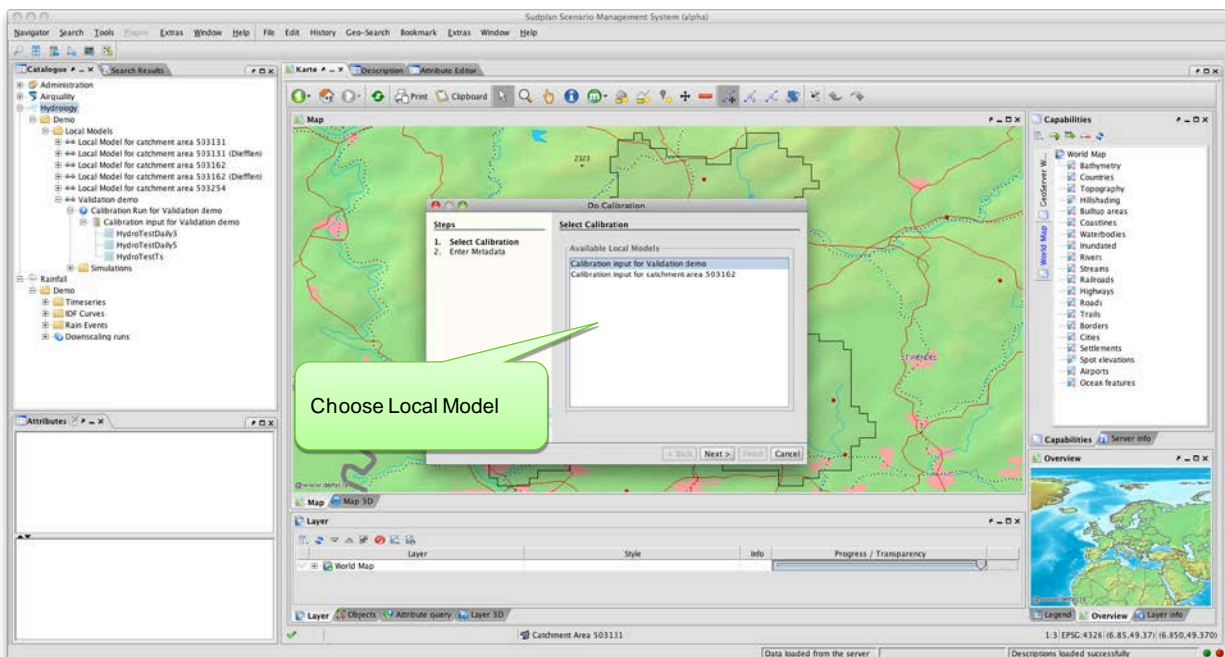 Sudplan Scenario Management System (alpha)
Navigator Search Tools Plugins Extras Window Help File Edit History Geo-Search Bookmark Extras Window Help
Catalogue
Search Results
Administration
Airquality
Hydrology
Demo
Local Models
Local Model for catchment area 503131
Local Model for catchment area 503131 (Diefflen)
Local Model for catchment area 503162
Local Model for catchment area 503162 (Diefflen)
Local Model for catchment area 503254
Validation demo
Calibration Run for Validation demo
Calibration input for Validation demo
HydroTestDaily3
HydroTestDaily5
HydroTestTs
Simulations
Rainfall
Demo
Timeseries
IDF Curves
Rain Events
Downscaling runs
Attributes
Karte
Description
Attribute Editor
Print
Clipboard
Map
2323
ST WENDEL
Do Calibration
Steps
1. Select Calibration
2. Enter Metadata
Select Calibration
Available Local Models
Calibration input for Validation demo
Calibration input for catchment area 503162
Choose Local Model
< Back
Next >
Finish
Cancel
Map
Map 3D
Layer
Layer
Style
Info
Progress / Transparency
World Map
Layer
Objects
Attribute query
Layer 3D
Catchment Area 503131
1:3 EPSG:4326 (6.85,49.37) (6.850,49.370)
Data loaded from the server
Descriptions loaded successfully
Capabilities
GeoServer W...
World Map
World Map
Bathymetry
Countries
Topography
Hillshading
Builtup areas
Coastlines
Waterbodies
Inundated
Rivers
Streams
Railroads
Highways
Roads
Trails
Borders
Cities
Settlements
Spot elevations
Airports
Ocean features
Capabilities
Server info
Overview
Legend
Overview
Layer info